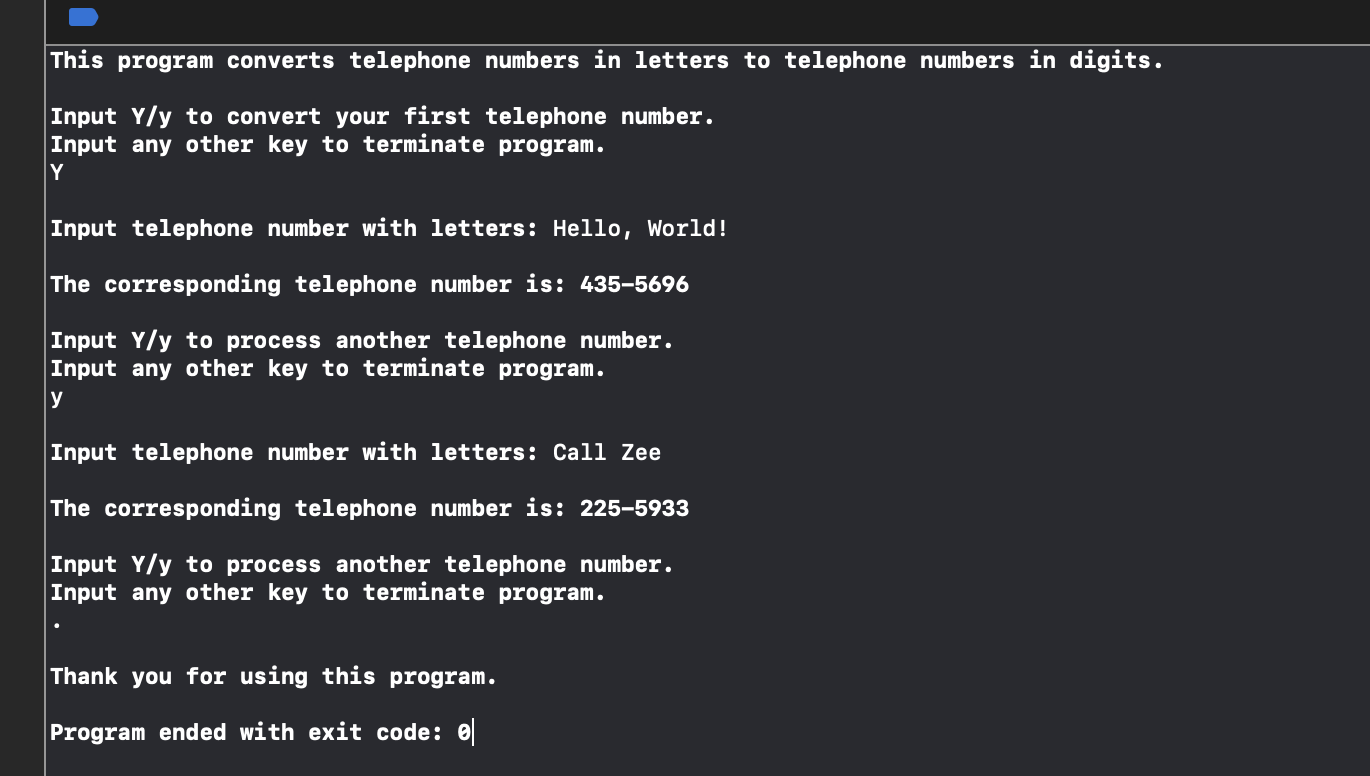 This program converts telephone numbers in letters to telephone numbers in digits.
Input Y/y to convert your first telephone number.
Input any other key to terminate program.
Y
Input telephone number with letters: Hello, World!
The corresponding telephone number is: 435-5696
Input Y/y to process another telephone number.
Input any other key to terminate program.
y
Input telephone number with letters: Call Zee
The corresponding telephone number is: 225-5933
Input Y/y to process another telephone number.
Input any other key to terminate program.
.
Thank you for using this program.
Program ended with exit code: 0